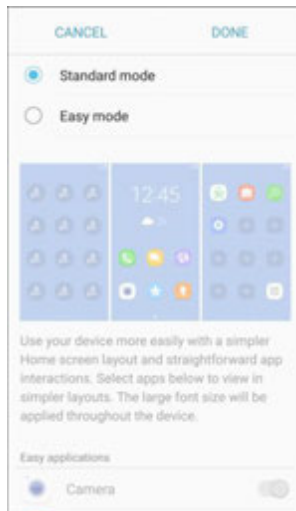 CANCEL DONE
Standard mode
Easy mode
12:45
Use your device more easily with a simpler
Home screen layout and straightforward app
interactions. Select apps below to view in
simpler layouts. The large font size will be
applied throughout the device.
Easy applications
Camera